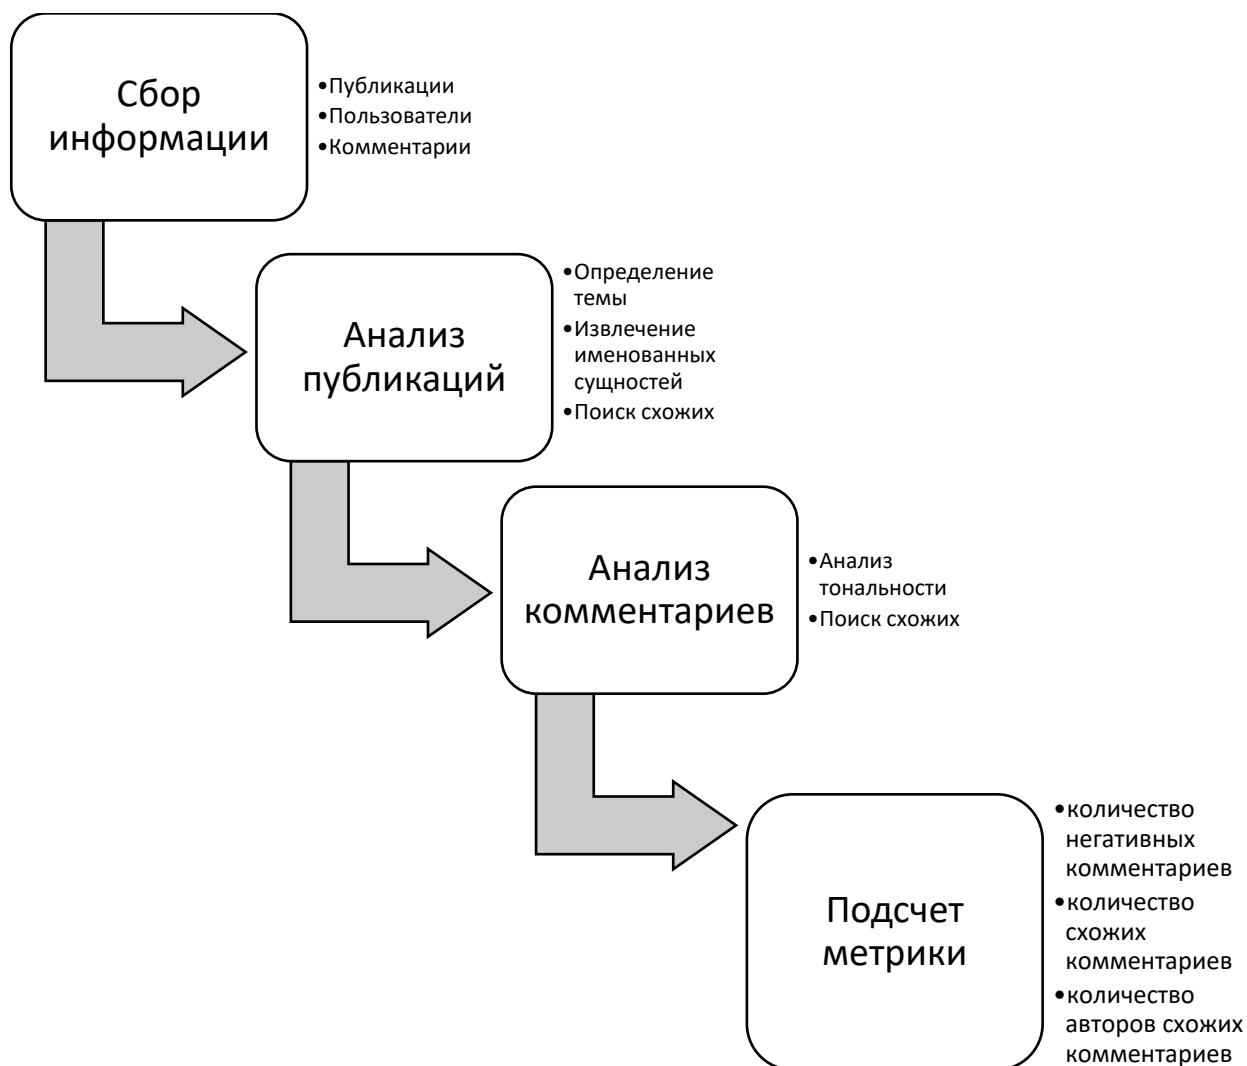 Сбор
информации
•Публикации
•Пользователи
•Комментарии
Анализ
публикаций
•Определение
темы
•Извлечение
именованных
сущностей
•Поиск схожих
Анализ
комментариев
•Анализ
тональности
•Поиск схожих
Подсчет
метрики
•количество
негативных
комментариев
•количество
схожих
комментариев
•количество
авторов схожих
комментариев